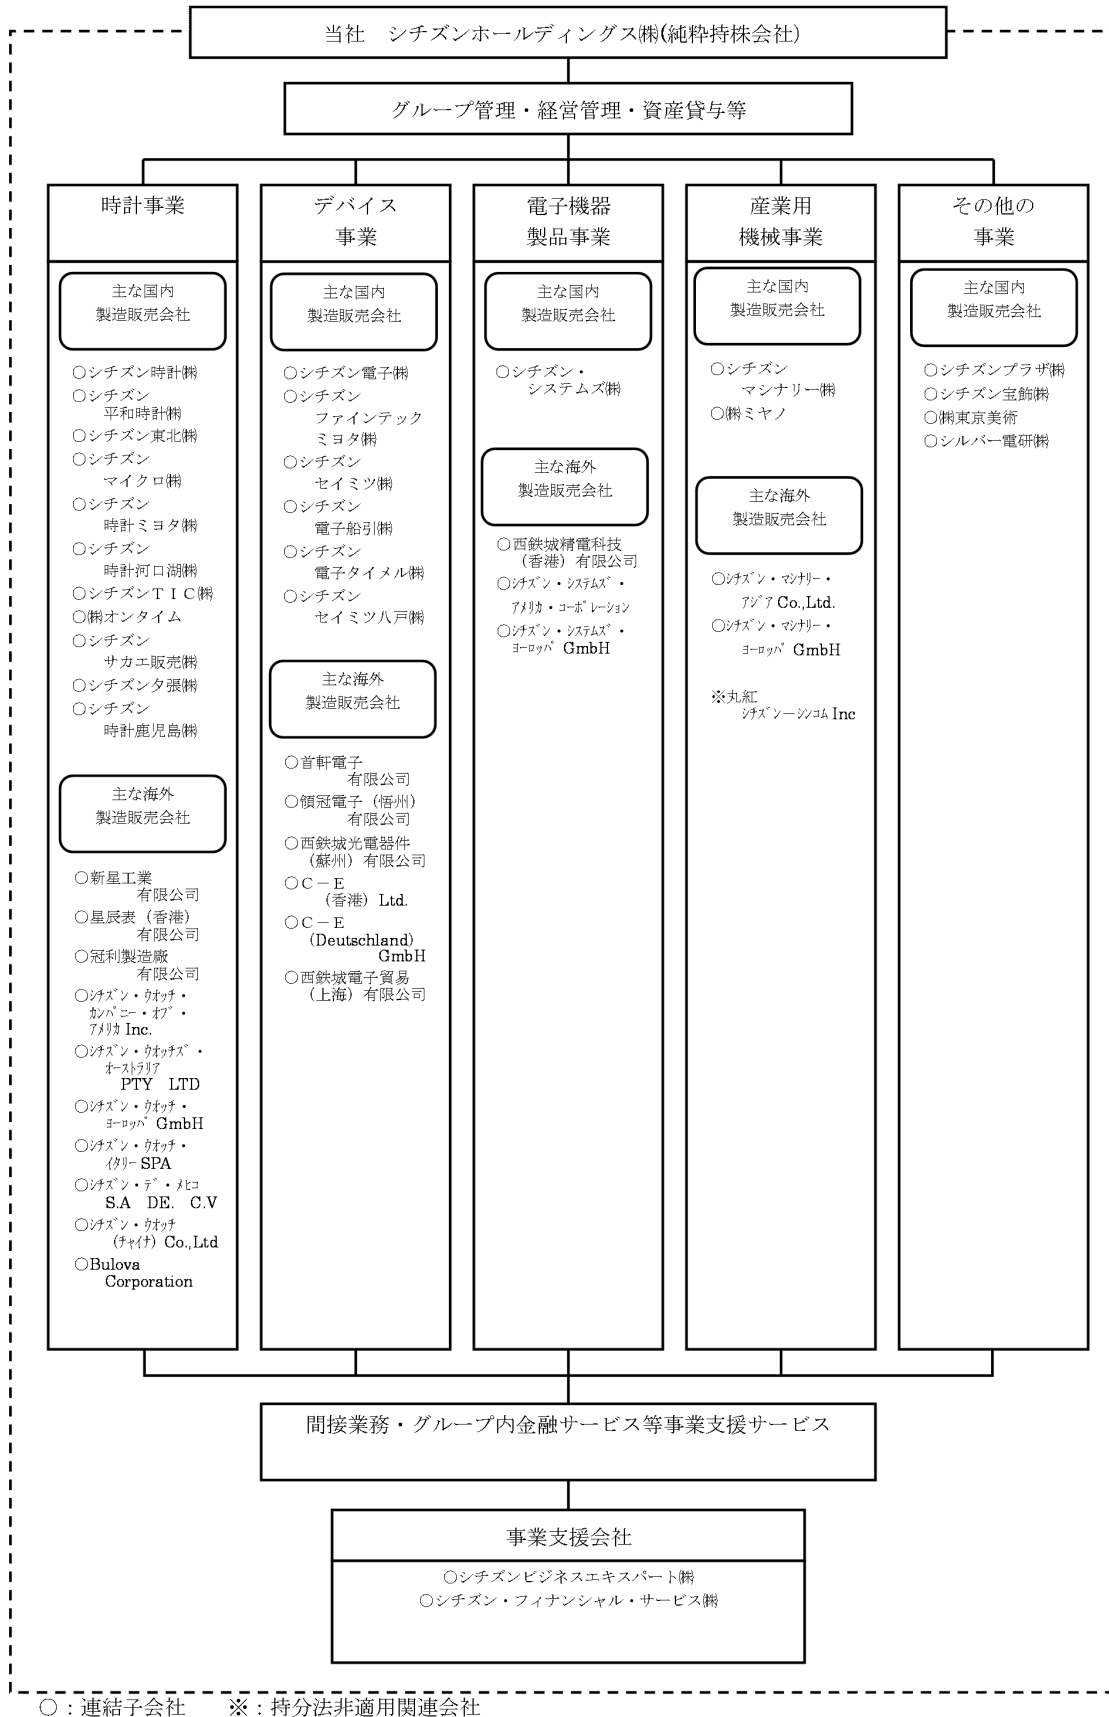 当社　シチズンホールディングス㈱(純粋持株会社)
グループ管理・経営管理・資産貸与等
時計事業
主な国内
製造販売会社
○シチズン時計㈱
○シチズン
平和時計㈱
○シチズン東北㈱
○シチズン
マイクロ㈱
○シチズン
時計ミヨタ㈱
○シチズン
時計河口湖㈱
○シチズンＴＩＣ㈱
○㈱オンタイム
○シチズン
サカエ販売㈱
○シチズン夕張㈱
○シチズン
時計鹿児島㈱
主な海外
製造販売会社
○新星工業
有限公司
○星辰表（香港）
有限公司
○冠利製造廠
有限公司
○ｼﾁｽﾞﾝ・ｳｵｯﾁ・
ｶﾝﾊﾟﾆｰ・ｵﾌﾞ・
ｱﾒﾘｶ Inc.
○ｼﾁｽﾞﾝ・ｳｵｯﾁｽﾞ・
ｵｰｽﾄﾗﾘｱ
PTY　LTD
○ｼﾁｽﾞﾝ・ｳｵｯﾁ・
ﾖｰﾛｯﾊﾟ GmbH
○ｼﾁｽﾞﾝ・ｳｵｯﾁ・
ｲﾀﾘｰ SPA
○ｼﾁｽﾞﾝ・ﾃﾞ・ﾒﾋｺ
S.A　DE.　C.V
○ｼﾁｽﾞﾝ・ｳｵｯﾁ
（ﾁｬｲﾅ）Co.,Ltd
○Bulova
Corporation
デバイス
事業
主な国内
製造販売会社
○シチズン電子㈱
○シチズン
ファインテック
ミヨタ㈱
○シチズン
セイミツ㈱
○シチズン
電子船引㈱
○シチズン
電子タイメル㈱
○シチズン
セイミツ八戸㈱
主な海外
製造販売会社
○首軒電子
有限公司
○領冠電子（悟州）
有限公司
○西鉄城光電器件
（蘇州）有限公司
○Ｃ－Ｅ
（香港）Ltd.
○Ｃ－Ｅ
(Deutschland)
GmbH
○西鉄城電子貿易
（上海）有限公司
電子機器
製品事業
主な国内
製造販売会社
○シチズン・
システムズ㈱
主な海外
製造販売会社
○西鉄城精電科技
（香港）有限公司
○ｼﾁｽﾞﾝ・ｼｽﾃﾑｽﾞ・
ｱﾒﾘｶ・ｺｰﾎﾟﾚｰｼｮﾝ
○ｼﾁｽﾞﾝ・ｼｽﾃﾑｽﾞ・
ﾖｰﾛｯﾊﾟ GmbH
産業用
機械事業
主な国内
製造販売会社
○シチズン
マシナリー㈱
○㈱ミヤノ
主な海外
製造販売会社
○ｼﾁｽﾞﾝ・ﾏｼﾅﾘｰ・
ｱｼﾞｱ Co.,Ltd.
○ｼﾁｽﾞﾝ・ﾏｼﾅﾘｰ・
ﾖｰﾛｯﾊﾟ GmbH
※丸紅
ｼﾁｽﾞﾝ－ｼﾝｺﾑ Inc
その他の
事業
主な国内
製造販売会社
○シチズンプラザ㈱
○シチズン宝飾㈱
○㈱東京美術
○シルバー電研㈱
間接業務・グループ内金融サービス等事業支援サービス
事業支援会社
○シチズンビジネスエキスパート㈱
○シチズン・フィナンシャル・サービス㈱
○：連結子会社　　※：持分法非適用関連会社